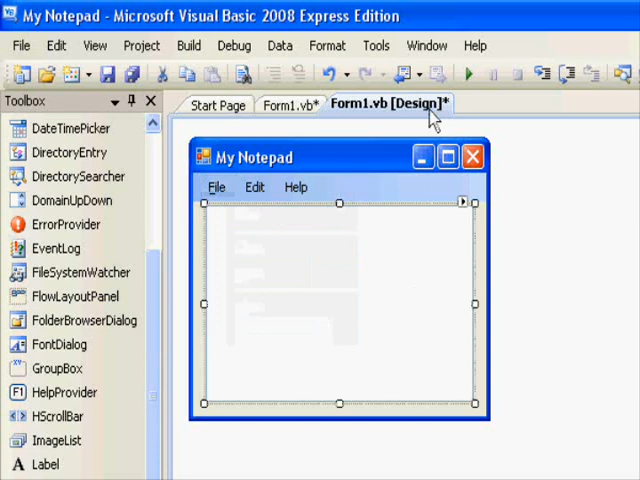 My Notepad - Microsoft Visual Basic 2008 Express Edition
File Edit View Project Build Debug Data Format Tools Window Help
Toolbox
Start Page Form1.vb* Form1.vb [Design]*
DateTimePicker
DirectoryEntry
DirectorySearcher
DomainUpDown
ErrorProvider
EventLog
FileSystemWatcher
FlowLayoutPanel
FolderBrowserDialog
FontDialog
GroupBox
F1 HelpProvider
HScrollBar
ImageList
A Label
My Notepad
File Edit Help